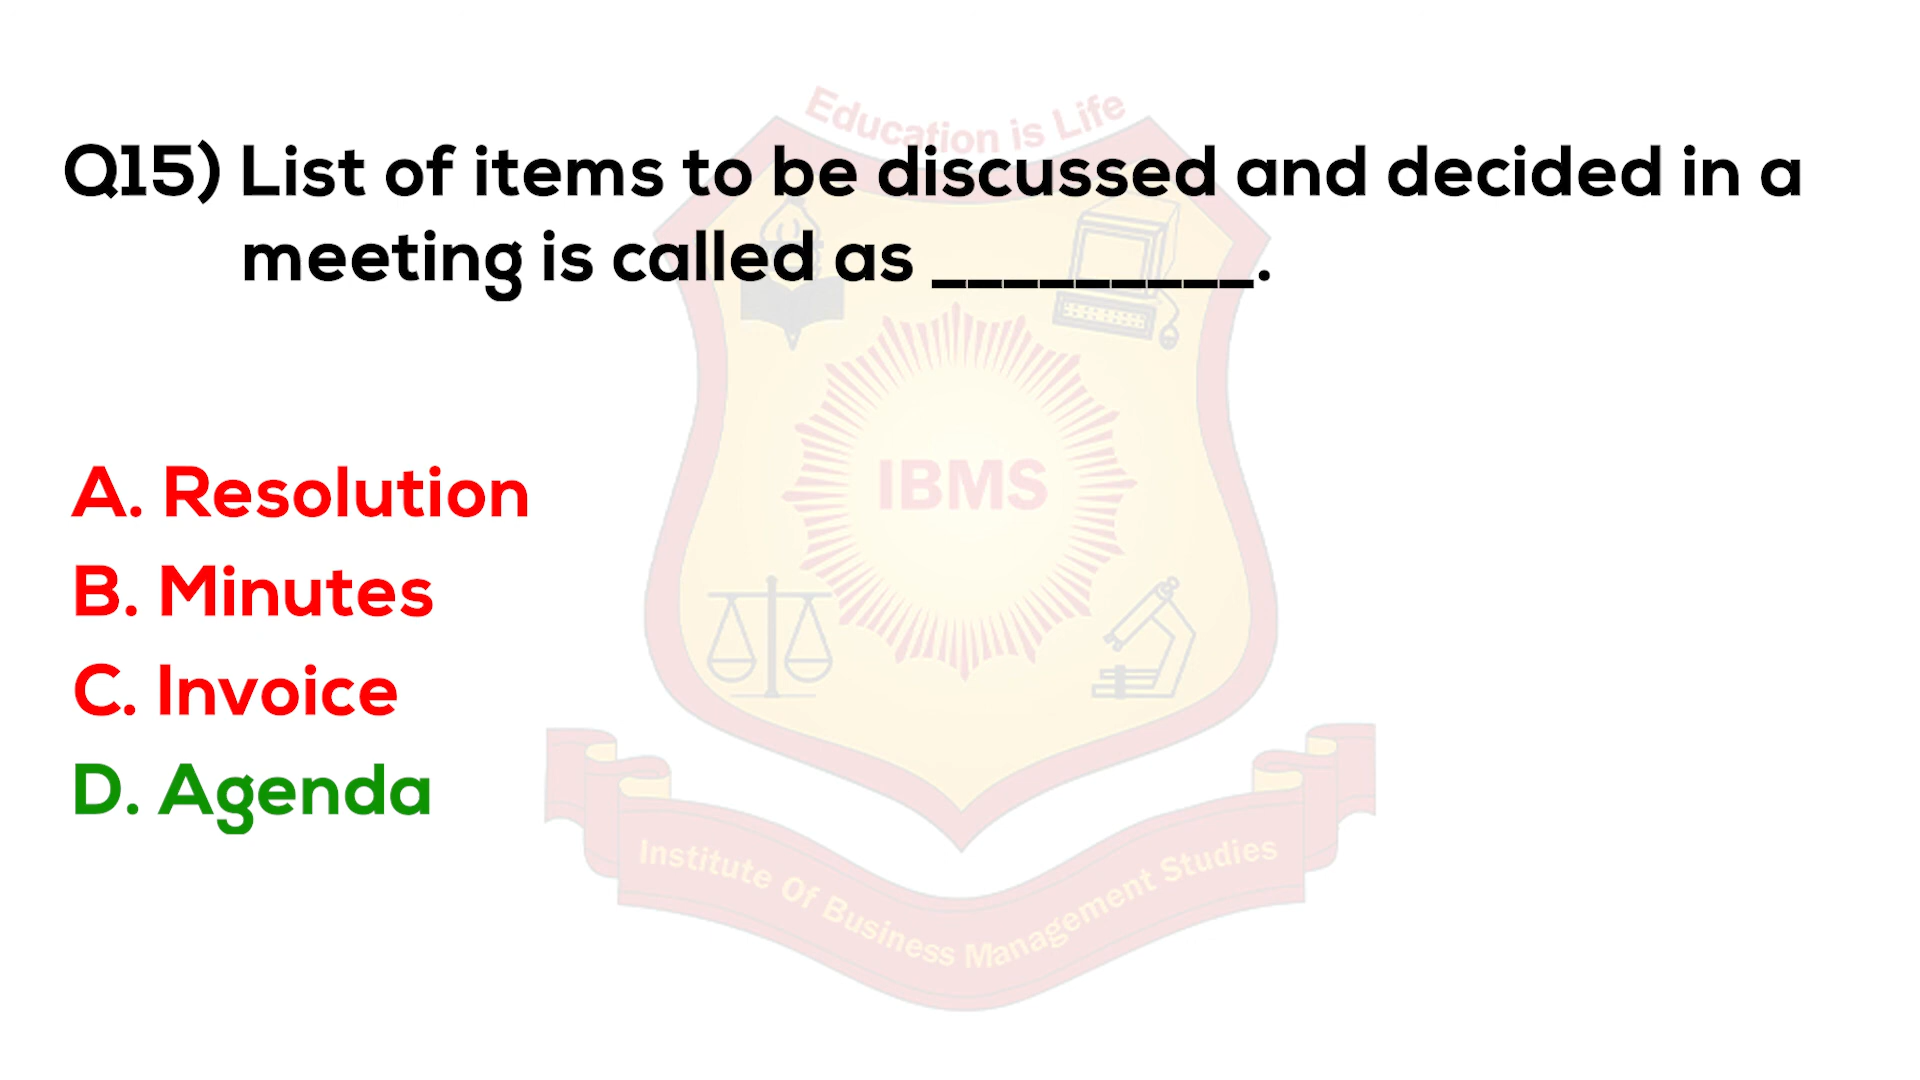 Education is Life
Q15) List of items to be discussed and decided in a
meeting is called as _________.
IBMS
A. Resolution
B. Minutes
C. Invoice
D. Agenda
Institute Of Business Management Studies